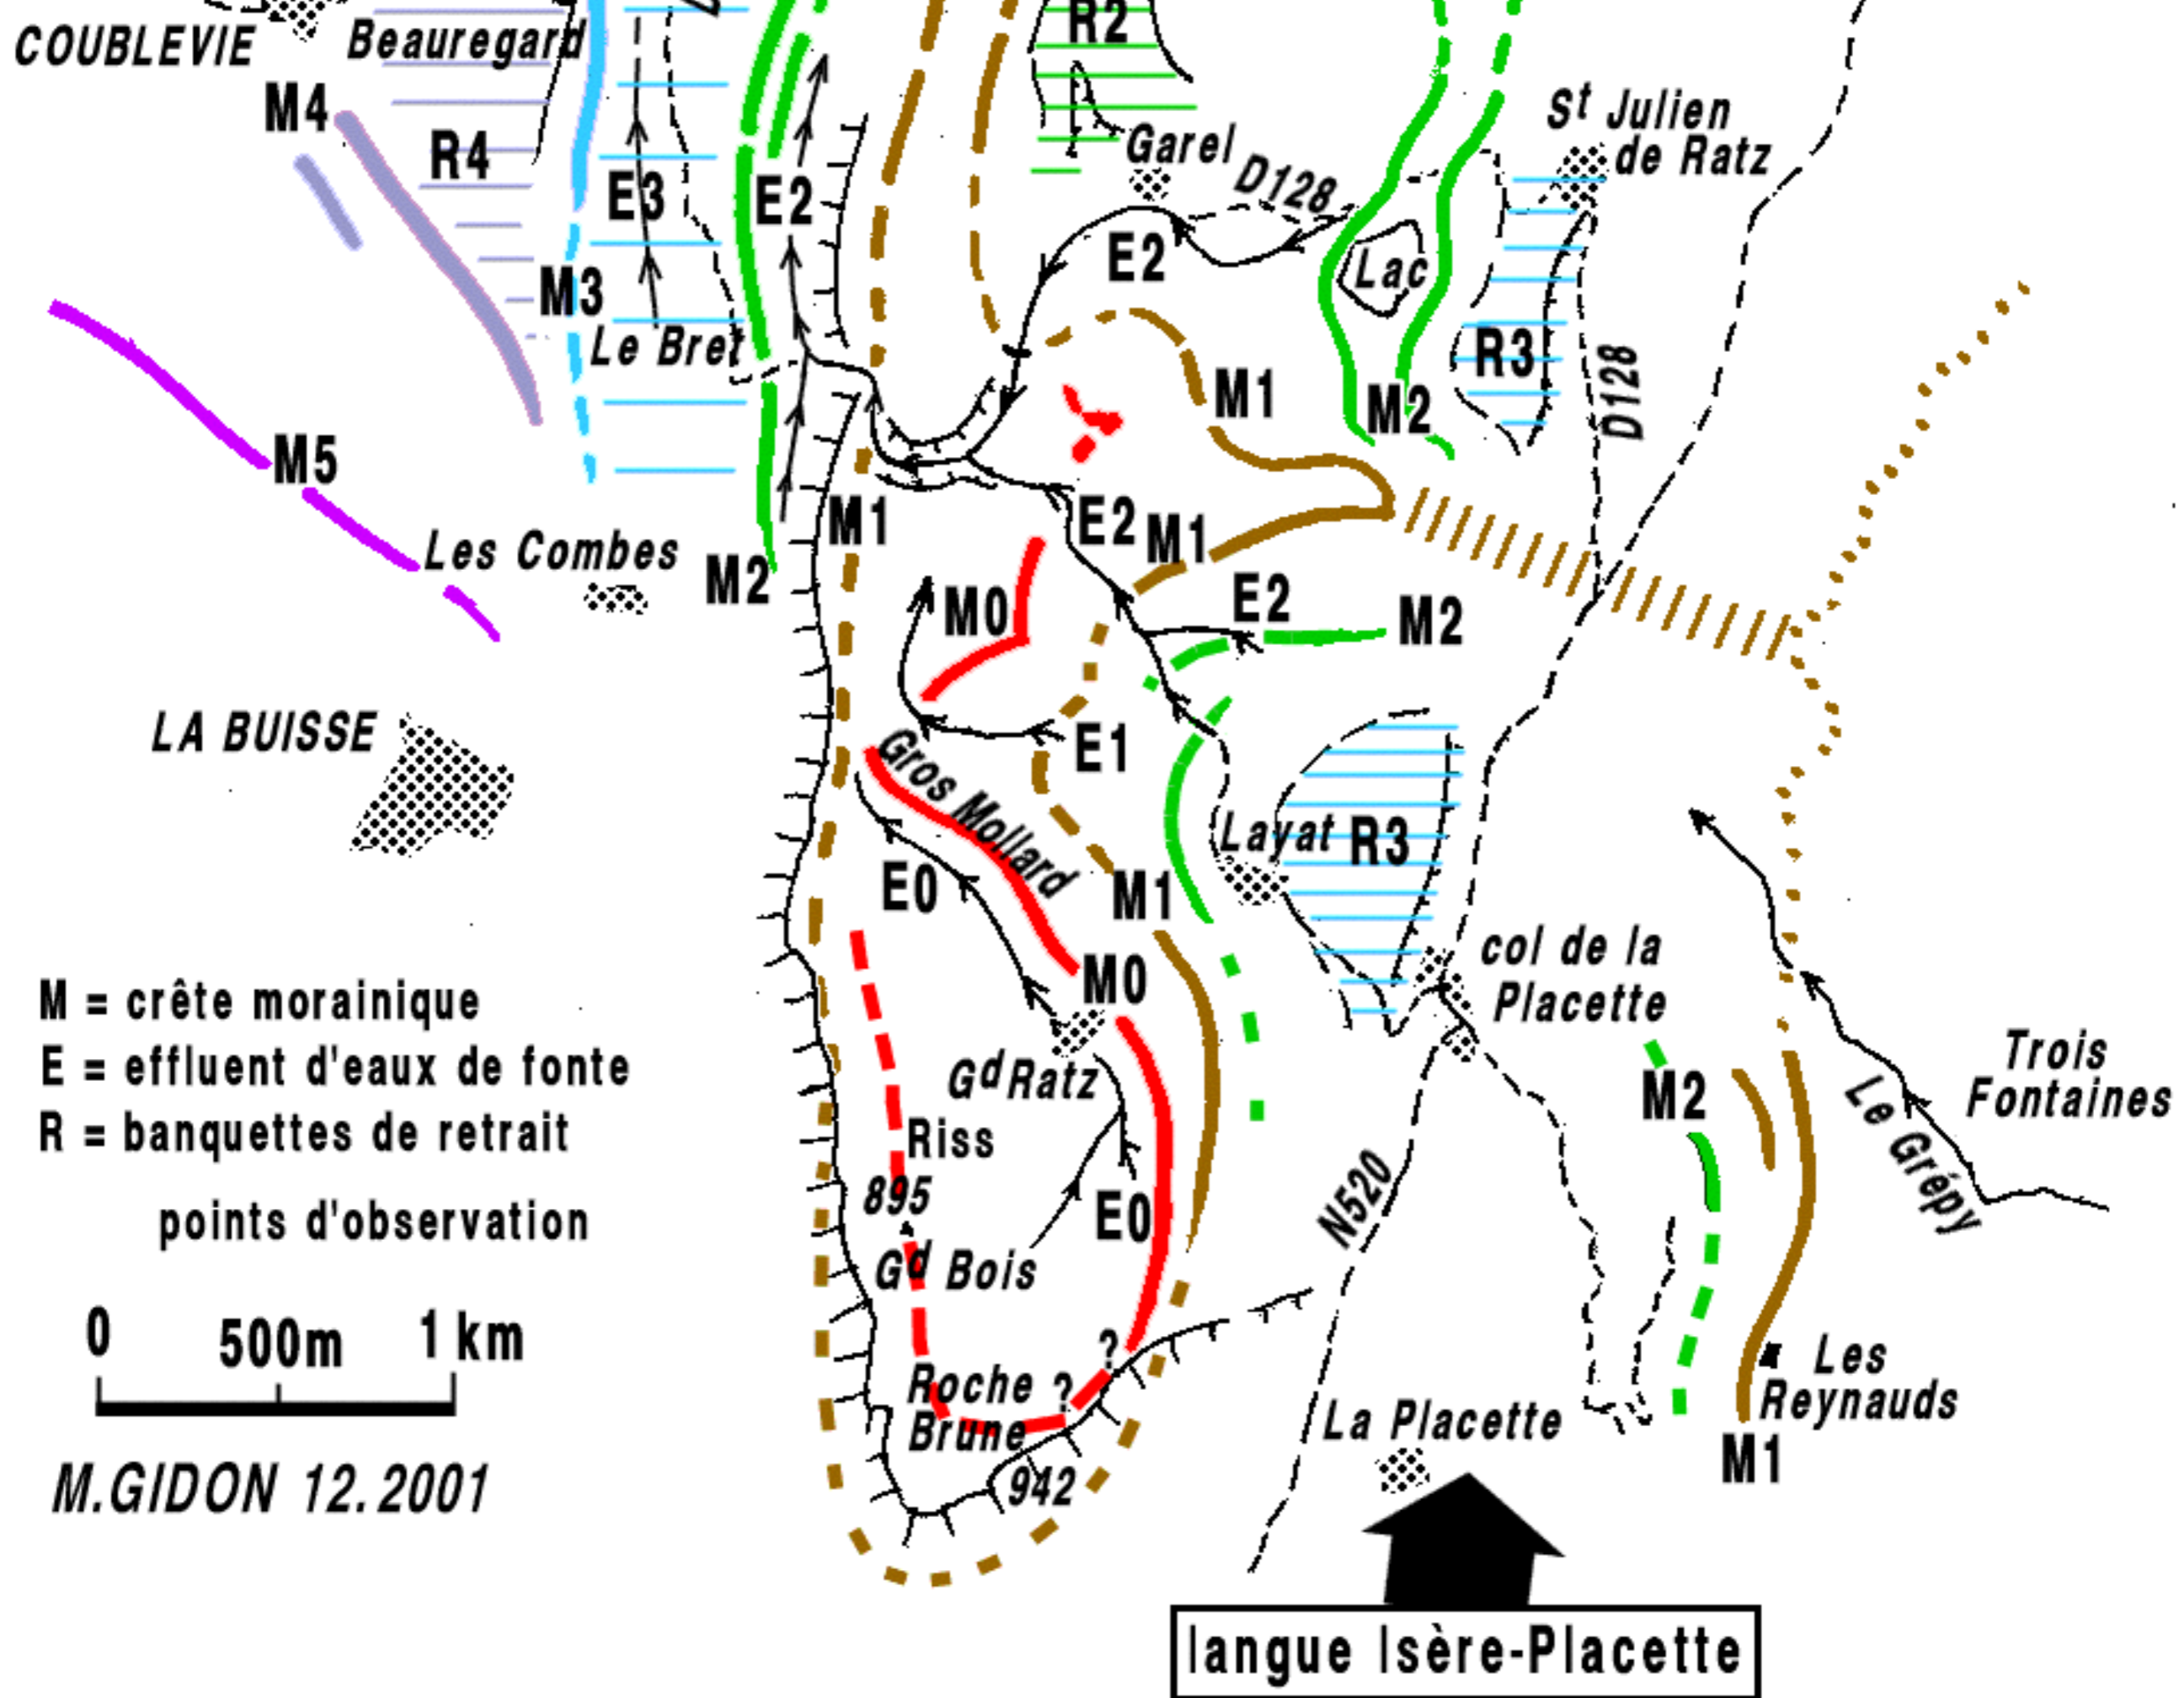 COUBLEVIE
Beauregard
R2
M4
R4
St Julien
de Ratz
Garel
D128
E3
E2
E2
Lac
M3
Le Bret
R3
D128
M1
M2
M5
M1
E2
M1
Les Combes
M2
M0
E2
M2
LA BUISSE
E1
Gros Mollard
Layat
R3
E0
M1
col de la
Placette
M0
M = crête morainique
E = effluent d'eaux de fonte
R = banquettes de retrait
points d'observation
Gd Ratz
M2
Trois
Fontaines
Le Grépy
Riss
895
E0
N520
Gd Bois
0 500m 1 km
?
?
Roche
Brune
Les
Reynauds
La Placette
M1
942
M.GIDON 12.2001
langue Isère-Placette